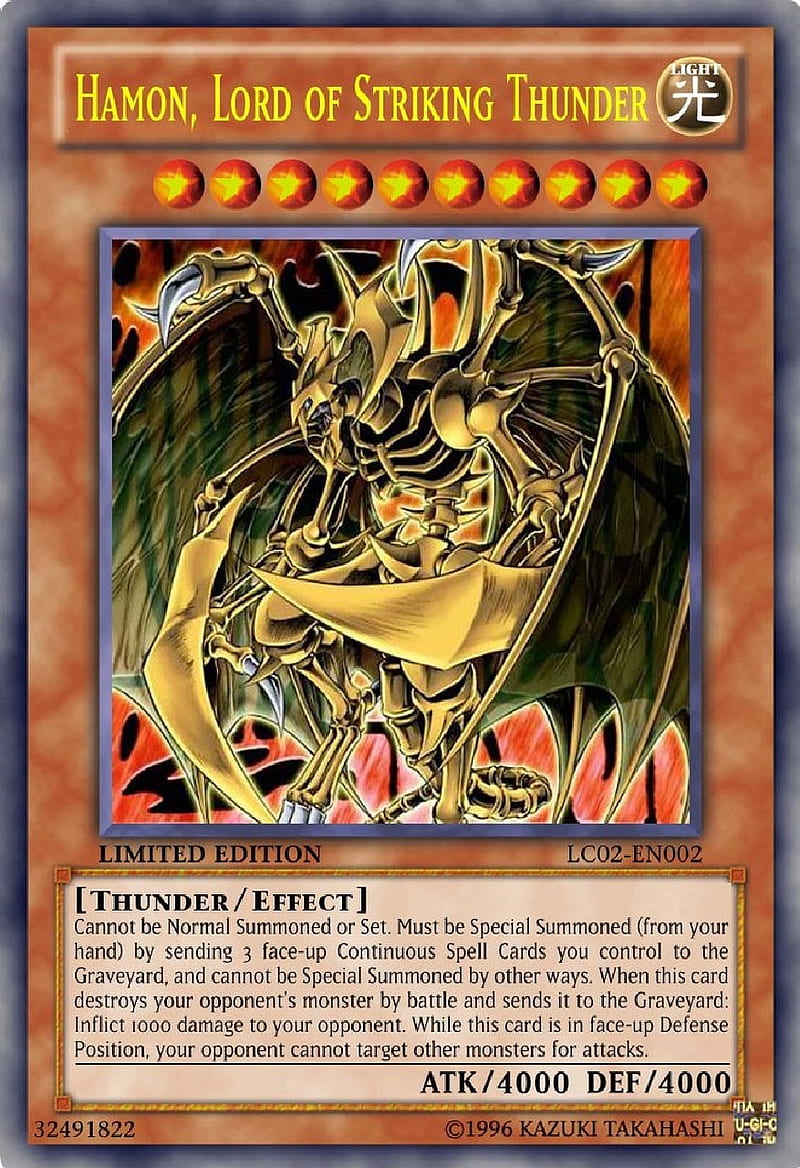 Hamon, Lord of Striking Thunder
LIGHT
光
LIMITED EDITION
LC02-EN002
[Thunder/Effect]
Cannot be Normal Summoned or Set. Must be Special Summoned (from your
hand) by sending 3 face-up Continuous Spell Cards you control to the
Graveyard, and cannot be Special Summoned by other ways. When this card
destroys your opponent's monster by battle and sends it to the Graveyard:
Inflict 1000 damage to your opponent. While this card is in face-up Defense
Position, your opponent cannot target other monsters for attacks.
ATK/4000 DEF/4000
32491822
©1996 KAZUKI TAKAHASHI